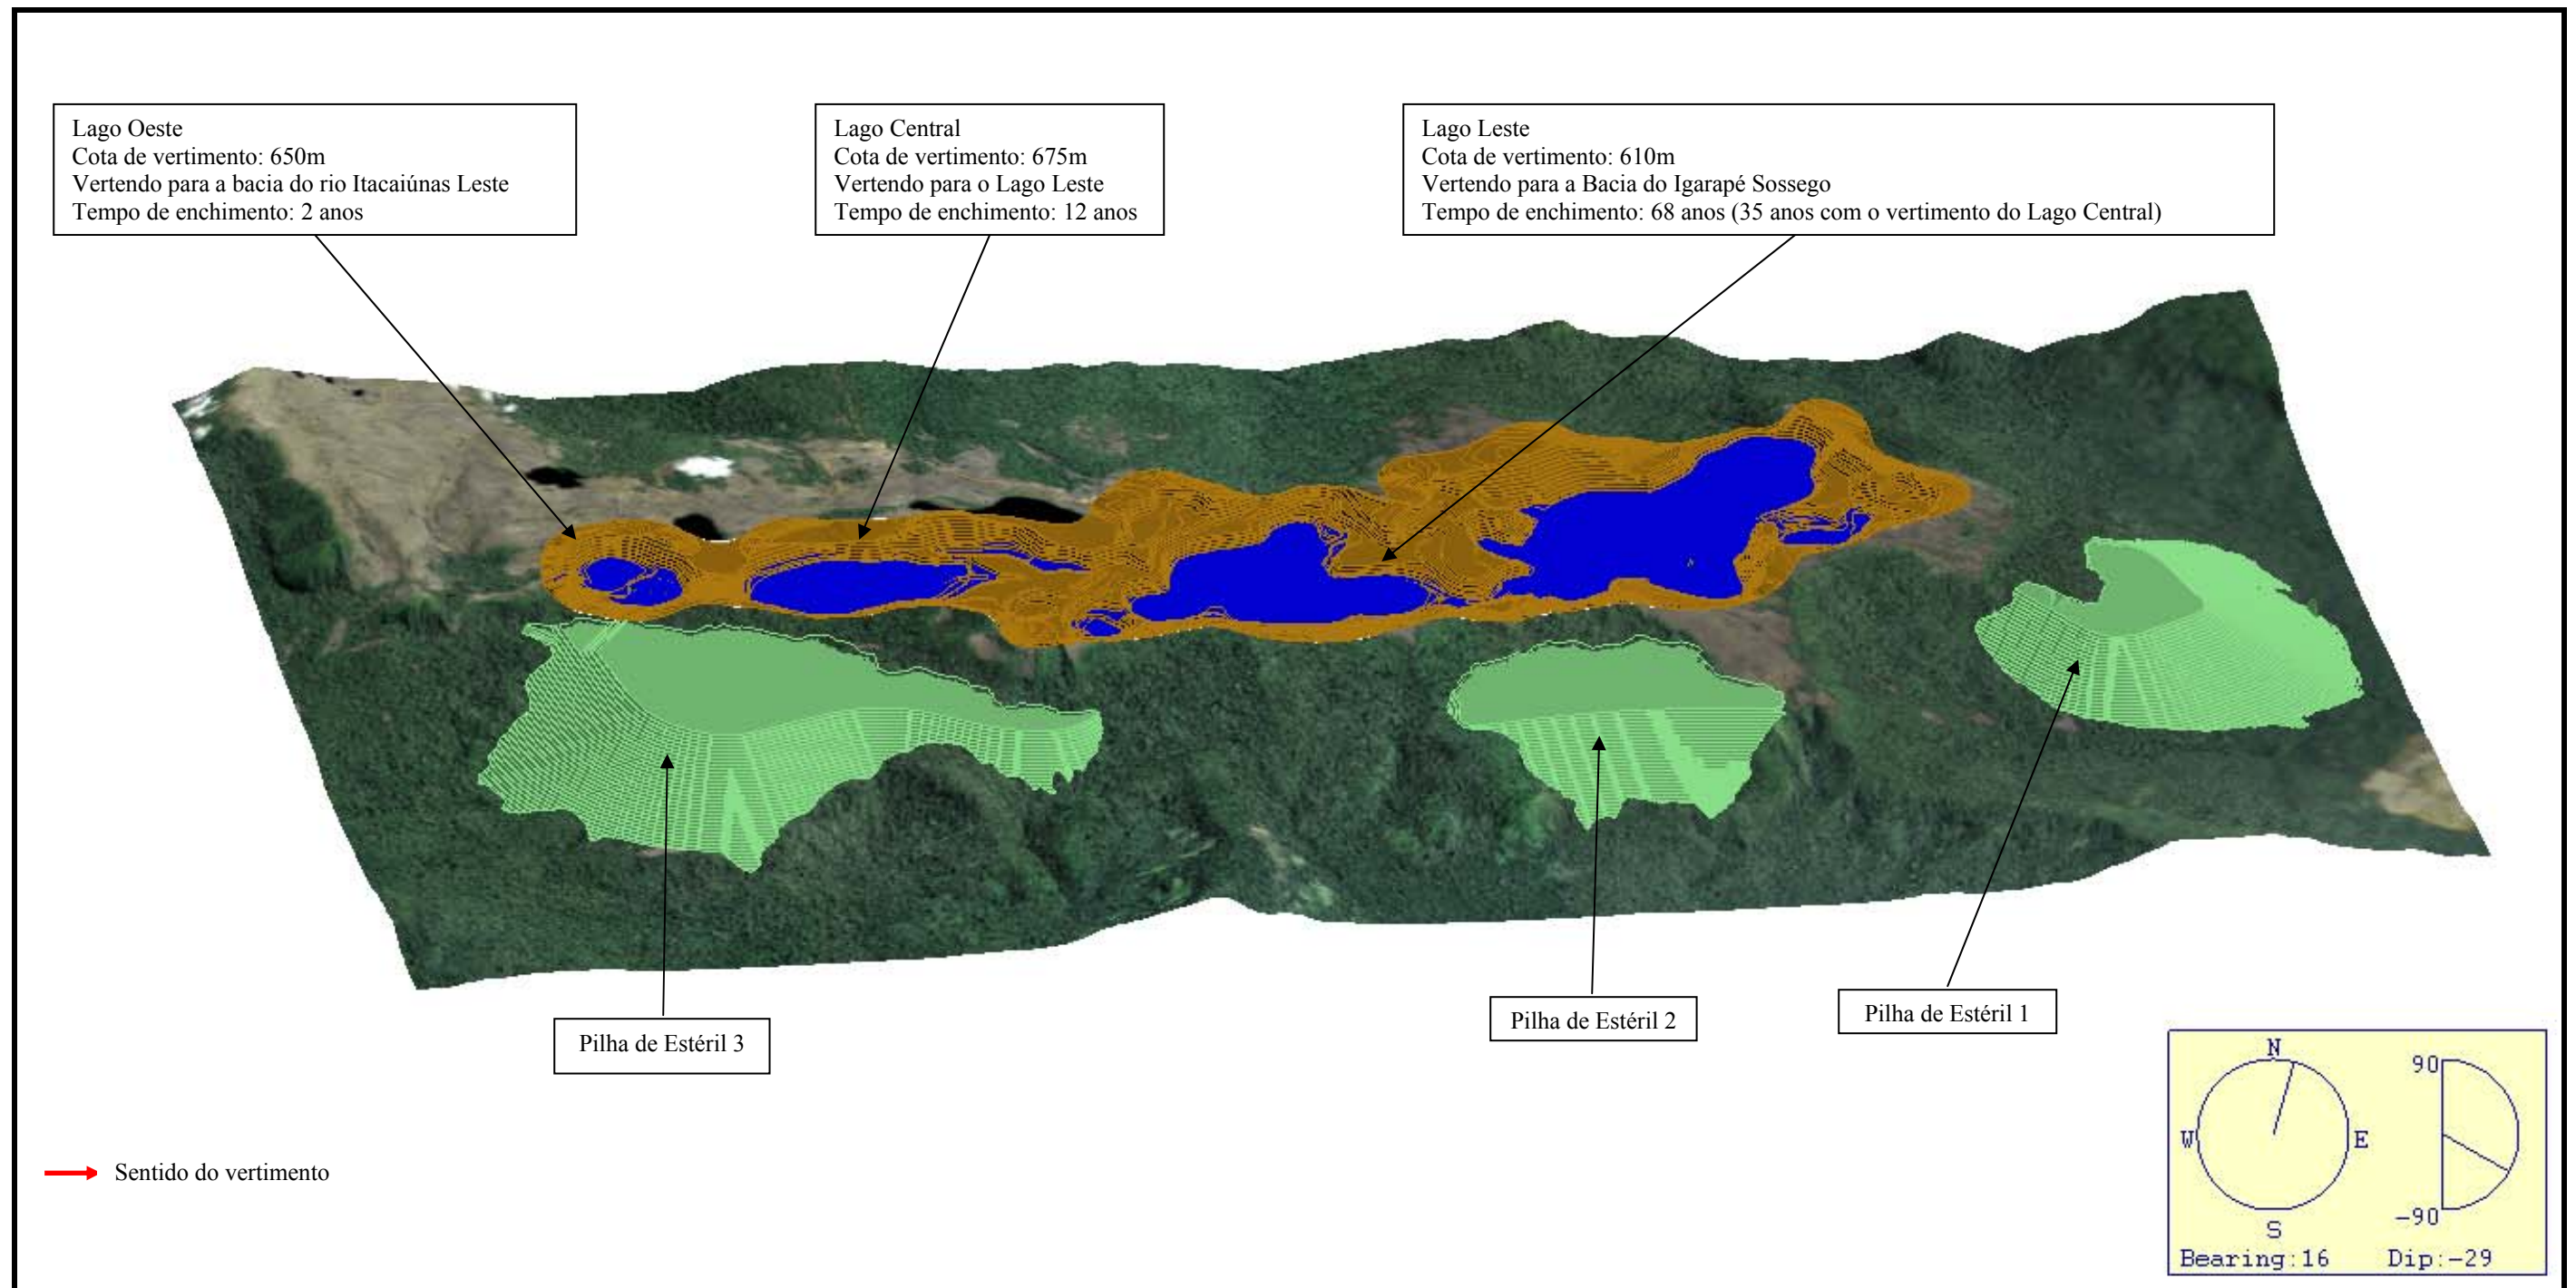 Lago Oeste
Cota de vertimento: 650m
Vertendo para a bacia do rio Itacaiúnas Leste
Tempo de enchimento: 2 anos
Lago Central
Cota de vertimento: 675m
Vertendo para o Lago Leste
Tempo de enchimento: 12 anos
Lago Leste
Cota de vertimento: 610m
Vertendo para a Bacia do Igarapé Sossego
Tempo de enchimento: 68 anos (35 anos com o vertimento do Lago Central)
Pilha de Estéril 3
Pilha de Estéril 2
Pilha de Estéril 1
Sentido do vertimento
N
W
E
S
90
-90
Bearing:16
Dip:-29